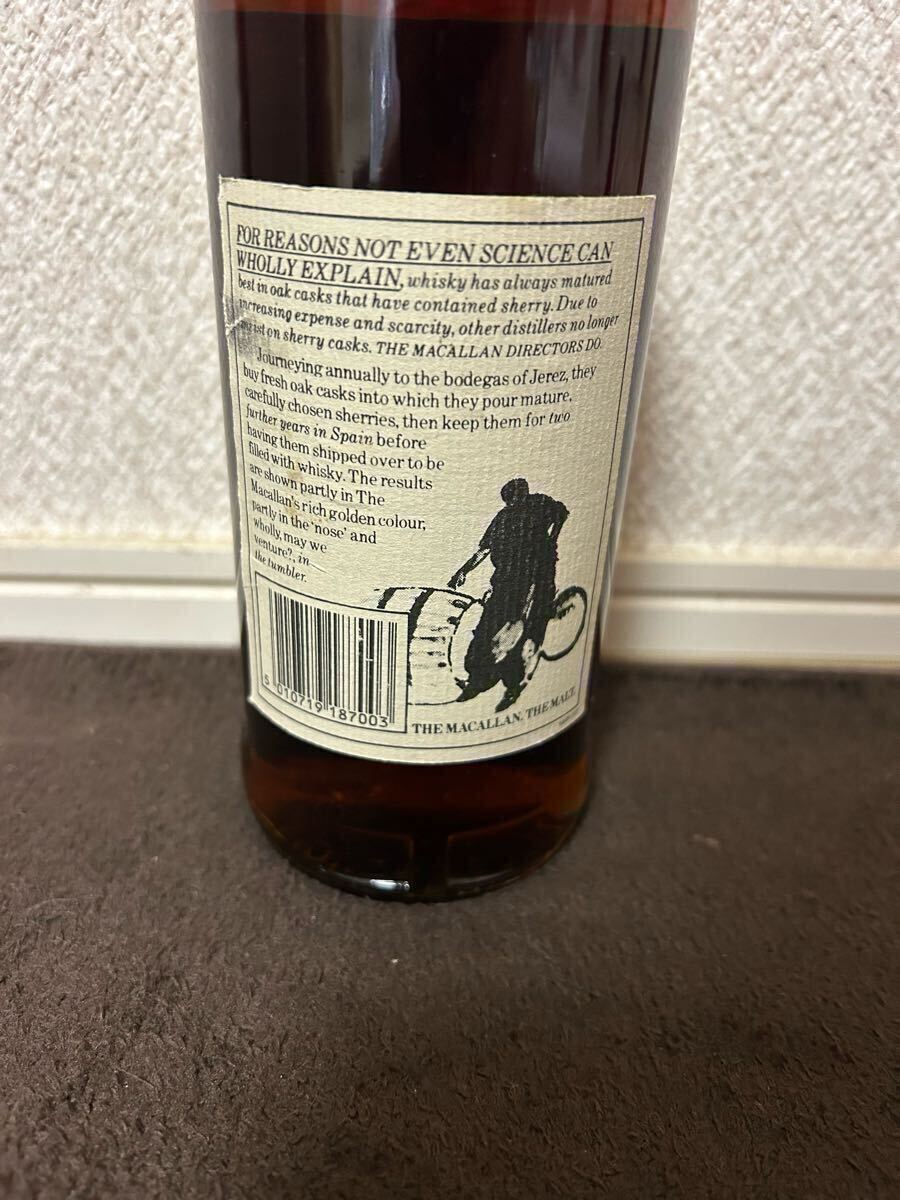 FOR REASONS NOT EVEN SCIENCE CAN
WHOLLY EXPLAIN, whisky has always matured
best in oak casks that have contained sherry. Due to
increasing expense and scarcity, other distillers no longer
insist on sherry casks. THE MACALLAN DIRECTORS DO.
Journeying annually to the bodegas of Jerez, they
buy fresh oak casks into which they pour mature,
carefully chosen sherries, then keep them for two
further years in Spain before
having them shipped over to be
filled with whisky. The results
are shown partly in The
Macallan's rich golden colour,
partly in the 'nose' and
wholly, may we
venture?, in
the tumbler.
5 010719 187003
THE MACALLAN. THE MALT.